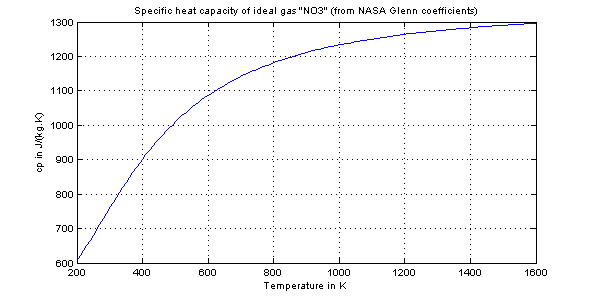 Specific heat capacity of ideal gas "NO3" (from NASA Glenn coefficients)
1300
1200
1100
1000
900
800
700
600
cp in J/(kg.K)
200 400 600 800 1000 1200 1400 1600
Temperature in K